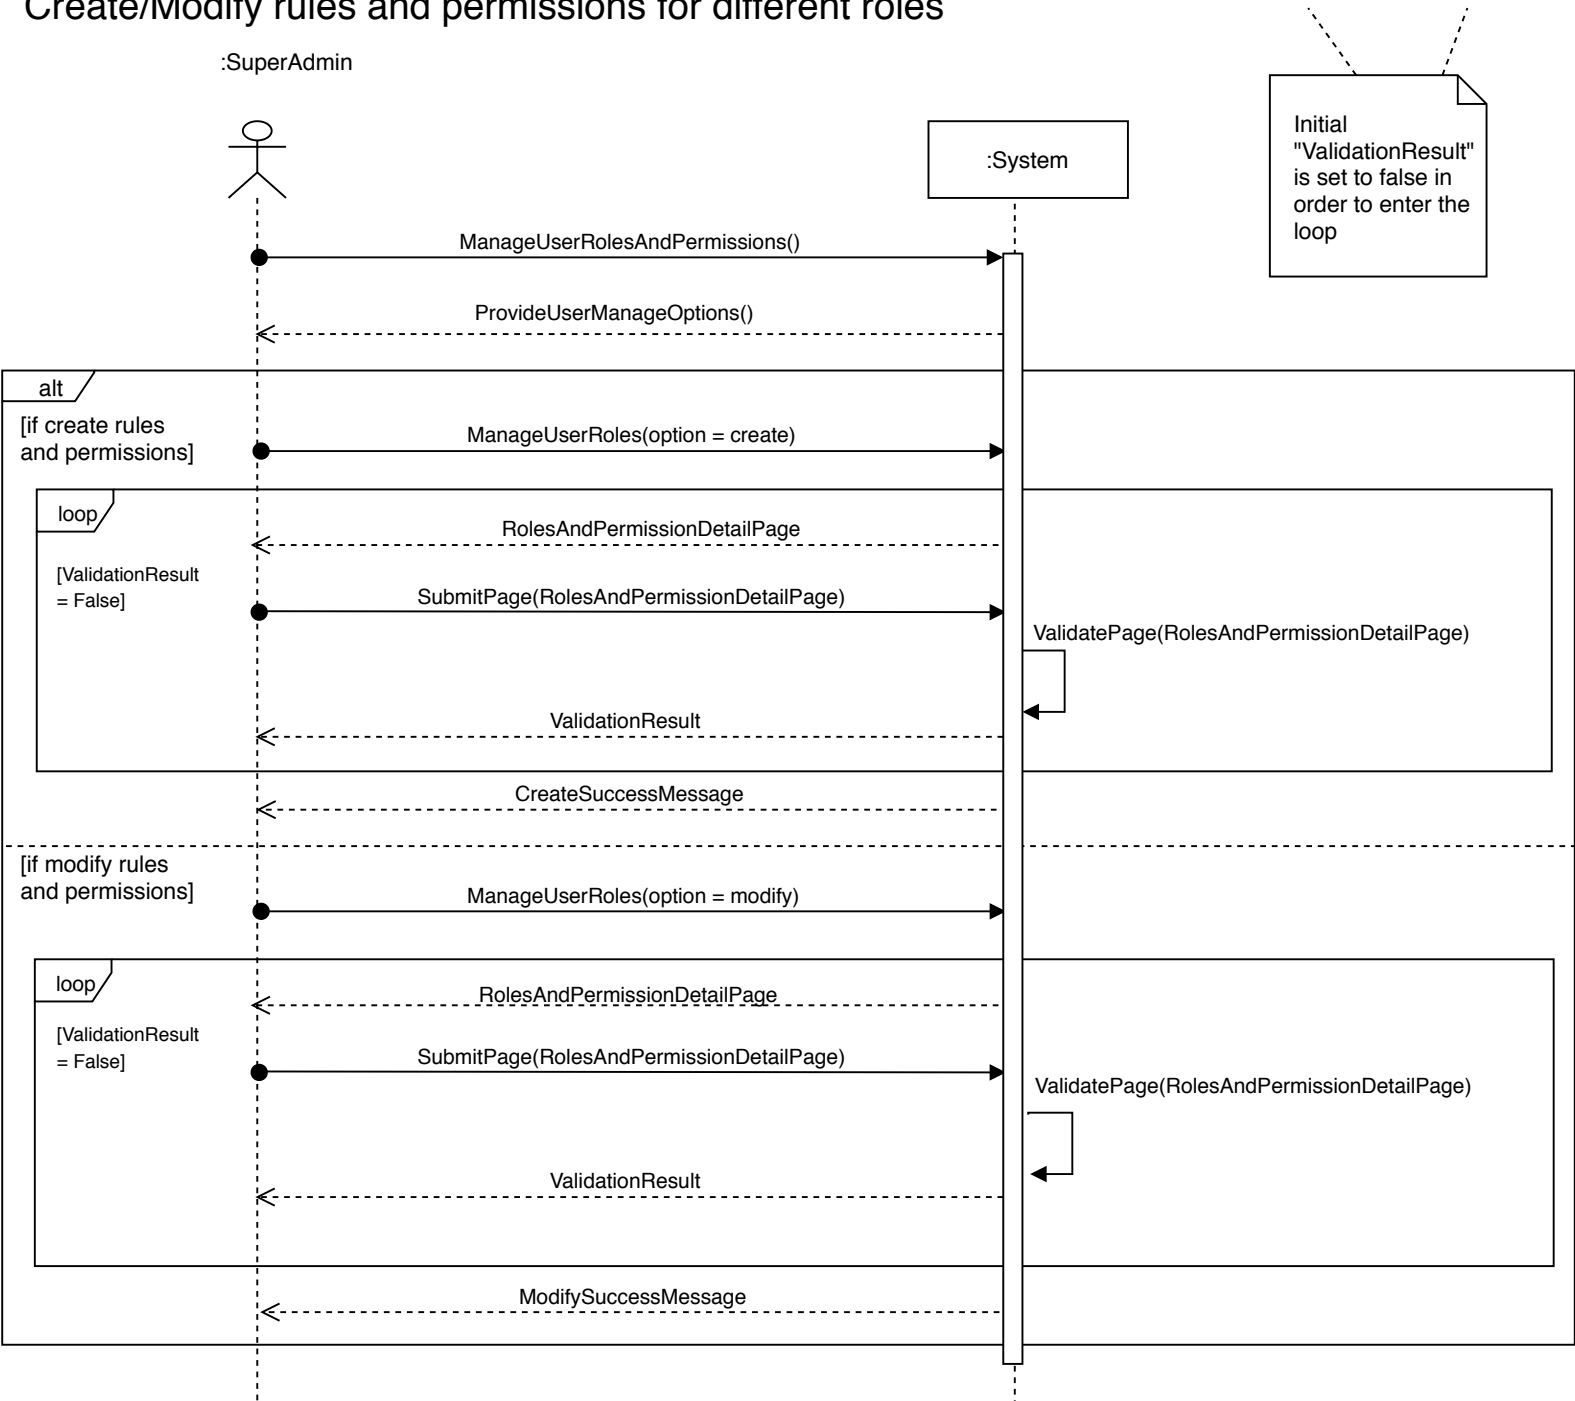 Create/Modify rules and permissions for different roles
:SuperAdmin
:System
Initial
"ValidationResult"
is set to false in
order to enter the
loop
ManageUserRolesAndPermissions()
ProvideUserManageOptions()
alt
[if create rules
and permissions]
ManageUserRoles(option = create)
loop
RolesAndPermissionDetailPage
[ValidationResult
= False]
SubmitPage(RolesAndPermissionDetailPage)
ValidatePage(RolesAndPermissionDetailPage)
ValidationResult
CreateSuccessMessage
[if modify rules
and permissions]
ManageUserRoles(option = modify)
loop
RolesAndPermissionDetailPage
[ValidationResult
= False]
SubmitPage(RolesAndPermissionDetailPage)
ValidatePage(RolesAndPermissionDetailPage)
ValidationResult
ModifySuccessMessage